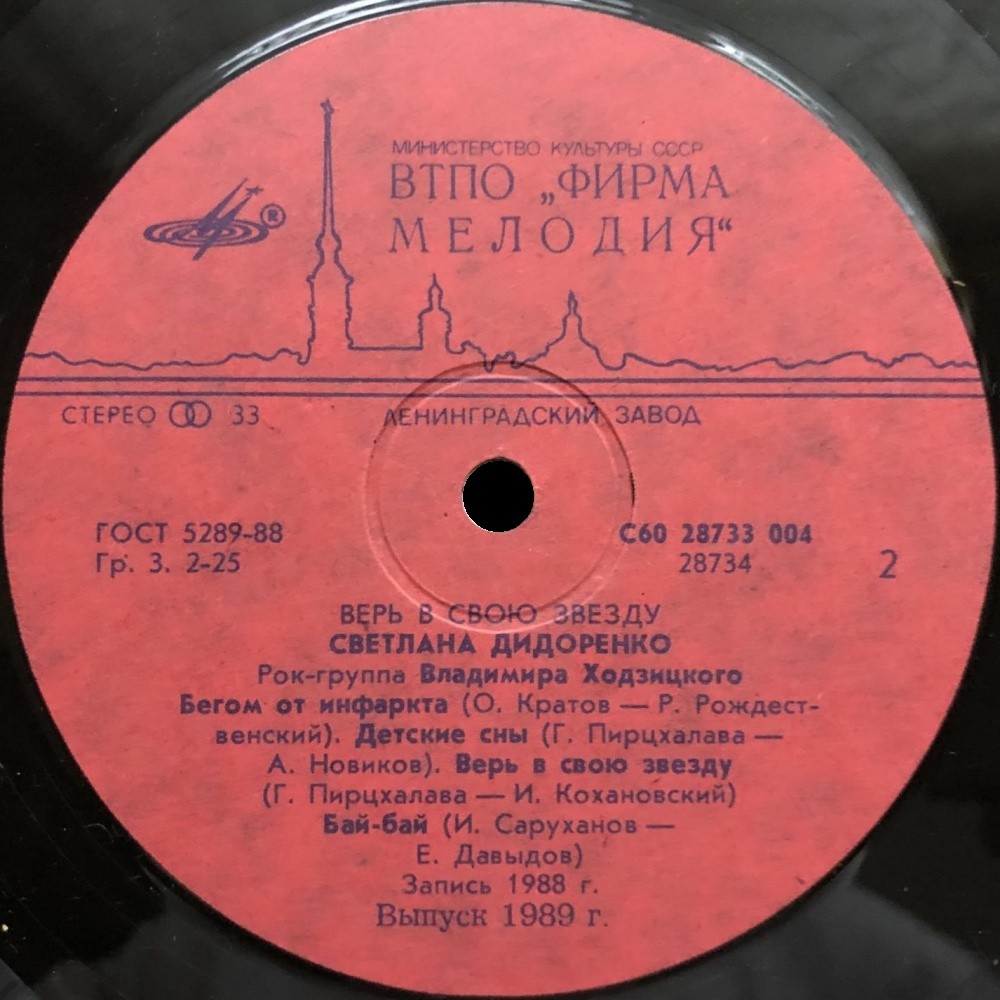 МИНИСТЕРСТВО КУЛЬТУРЫ СССР
ВТПО „ФИРМА
МЕЛОДИЯ“
®
СТЕРЕО 33 ЛЕНИНГРАДСКИЙ ЗАВОД
ГОСТ 5289-88 С60 28733 004
Гр. 3. 2-25 28734 2
ВЕРЬ В СВОЮ ЗВЕЗДУ
СВЕТЛАНА ДИДОРЕНКО
Рок-группа Владимира Ходзицкого
Бегом от инфаркта (О. Кратов — Р. Рождест-
венский). Детские сны (Г. Пирцхалава —
А. Новиков). Верь в свою звезду
(Г. Пирцхалава — И. Кохановский)
Бай-бай (И. Саруханов —
Е. Давыдов)
Запись 1988 г.
Выпуск 1989 г.